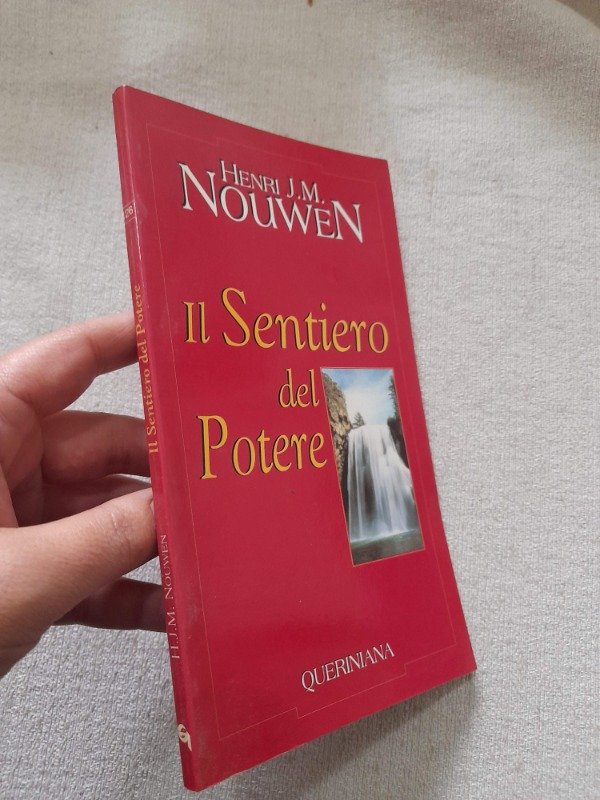 HENRI J.M.
NOUWEN
Il Sentiero
del
Potere
QUERINIANA
Il Sentiero del Potere
H.J.M. NOUWEN